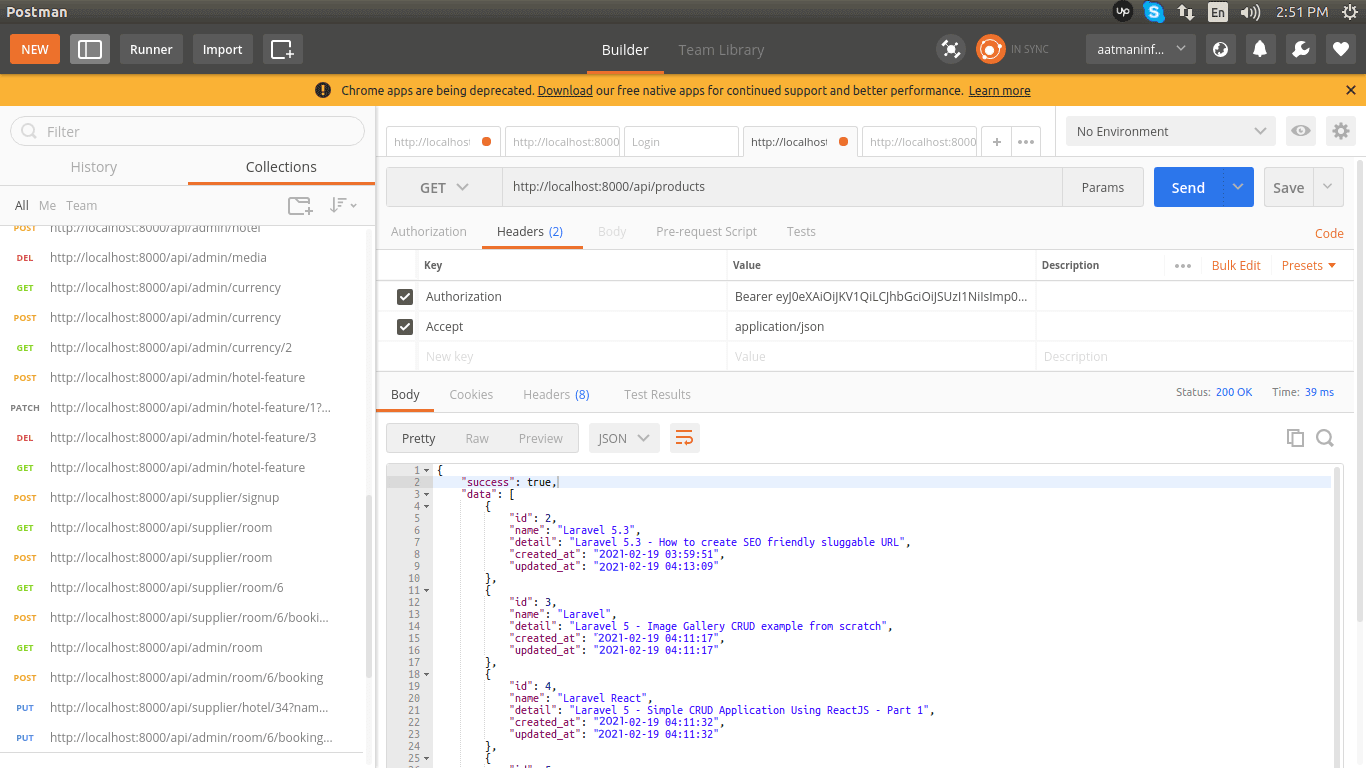 Postman
up
En
2:51 PM
NEW
Runner
Import
Builder
Team Library
IN SYNC
aatmaninf...
Chrome apps are being deprecated. Download our free native apps for continued support and better performance. Learn more
Filter
History
Collections
All
Me
Team
POST http://localhost:8000/api/admin/hotel
DEL http://localhost:8000/api/admin/media
GET http://localhost:8000/api/admin/currency
POST http://localhost:8000/api/admin/currency
GET http://localhost:8000/api/admin/currency/2
POST http://localhost:8000/api/admin/hotel-feature
PATCH http://localhost:8000/api/admin/hotel-feature/1?...
DEL http://localhost:8000/api/admin/hotel-feature/3
GET http://localhost:8000/api/admin/hotel-feature
POST http://localhost:8000/api/supplier/signup
GET http://localhost:8000/api/supplier/room
POST http://localhost:8000/api/supplier/room
GET http://localhost:8000/api/supplier/room/6
POST http://localhost:8000/api/supplier/room/6/booki...
GET http://localhost:8000/api/admin/room
POST http://localhost:8000/api/admin/room/6/booking
PUT http://localhost:8000/api/supplier/hotel/34?nam...
PUT http://localhost:8000/api/admin/room/6/booking...
http://localhost
http://localhost:8000
Login
http://localhost
http://localhost:8000
+
•••
No Environment
GET
http://localhost:8000/api/products
Params
Send
Save
Authorization
Headers (2)
Body
Pre-request Script
Tests
Code
Key
Value
Description
•••
Bulk Edit
Presets
Authorization
Bearer eyJ0eXAiOiJKV1QiLCJhbGciOiJSUzI1NiIsImp0...
Accept
application/json
New key
Value
Description
Body
Cookies
Headers (8)
Test Results
Status: 200 OK
Time: 39 ms
Pretty
Raw
Preview
JSON
1 {
2 "success": true,
3 "data": [
4 {
5 "id": 2,
6 "name": "Laravel 5.3",
7 "detail": "Laravel 5.3 - How to create SEO friendly sluggable URL",
8 "created_at": "2021-02-19 03:59:51",
9 "updated_at": "2021-02-19 04:13:09"
10 },
11 {
12 "id": 3,
13 "name": "Laravel",
14 "detail": "Laravel 5 - Image Gallery CRUD example from scratch",
15 "created_at": "2021-02-19 04:11:17",
16 "updated_at": "2021-02-19 04:11:17"
17 },
18 {
19 "id": 4,
20 "name": "Laravel React",
21 "detail": "Laravel 5 - Simple CRUD Application Using ReactJS - Part 1",
22 "created_at": "2021-02-19 04:11:32",
23 "updated_at": "2021-02-19 04:11:32"
24 },
25 {